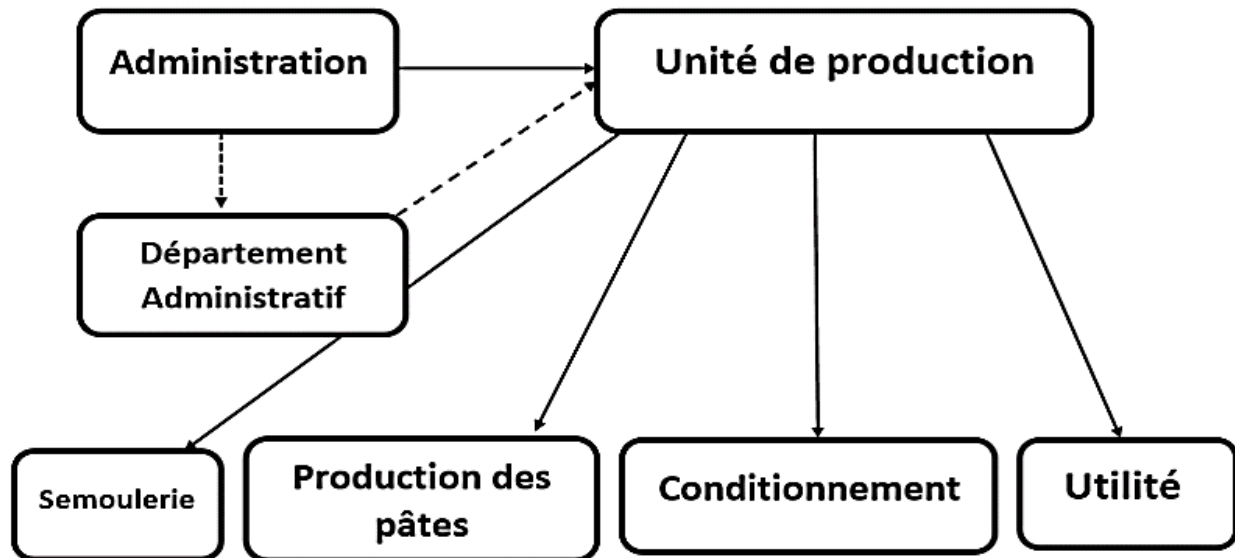 Administration
Unité de production
Département
Administratif
Semoulerie
Production des
pâtes
Conditionnement
Utilité